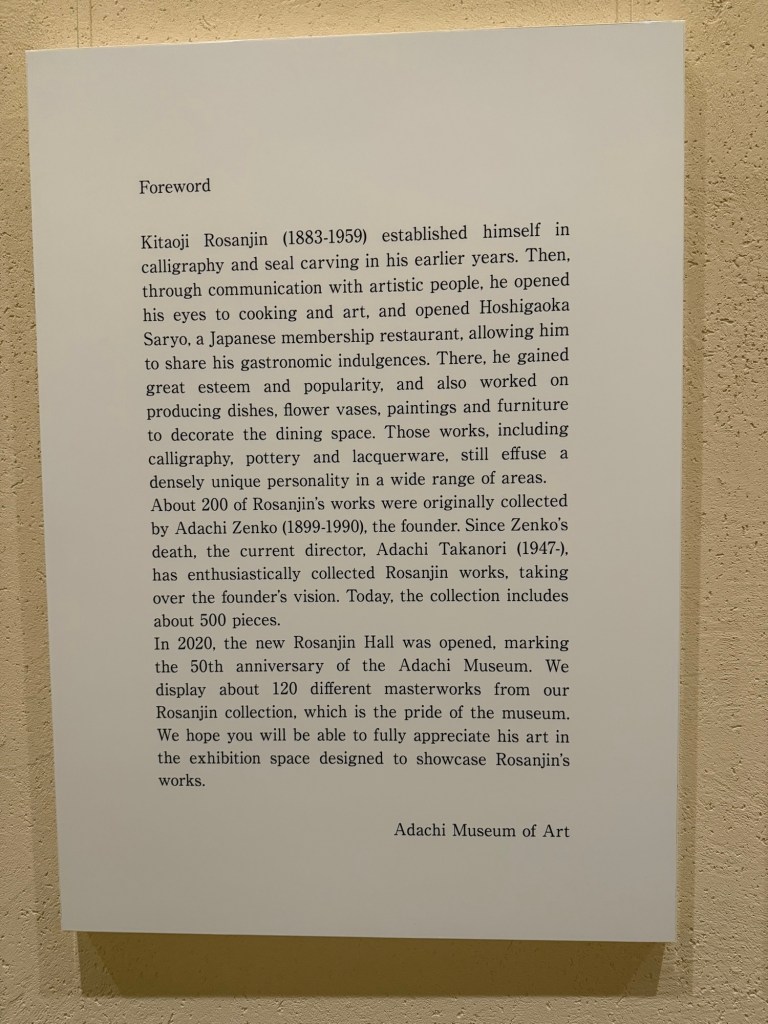 Foreword
Kitaoji Rosanjin (1883-1959) established himself in
calligraphy and seal carving in his earlier years. Then,
through communication with artistic people, he opened
his eyes to cooking and art, and opened Hoshigaoka
Saryo, a Japanese membership restaurant, allowing him
to share his gastronomic indulgences. There, he gained
great esteem and popularity, and also worked on
producing dishes, flower vases, paintings and furniture
to decorate the dining space. Those works, including
calligraphy, pottery and lacquerware, still effuse a
densely unique personality in a wide range of areas.
About 200 of Rosanjin's works were originally collected
by Adachi Zenko (1899-1990), the founder. Since Zenko's
death, the current director, Adachi Takanori (1947-),
has enthusiastically collected Rosanjin works, taking
over the founder's vision. Today, the collection includes
about 500 pieces.
In 2020, the new Rosanjin Hall was opened, marking
the 50th anniversary of the Adachi Museum. We
display about 120 different masterworks from our
Rosanjin collection, which is the pride of the museum.
We hope you will be able to fully appreciate his art in
the exhibition space designed to showcase Rosanjin's
works.
Adachi Museum of Art